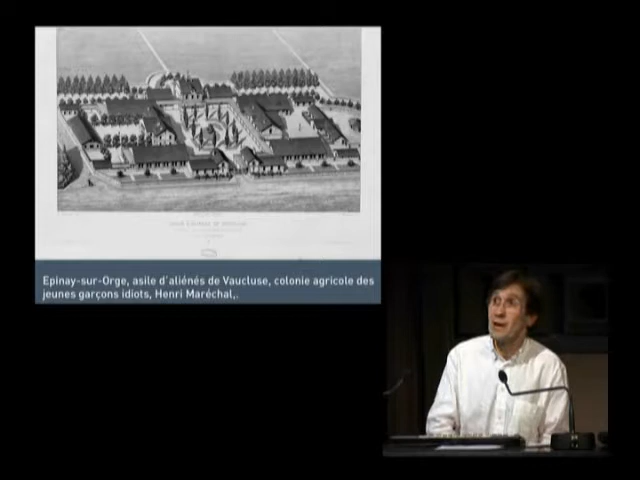 Epinay-sur-Orge, asile d'aliénés de Vaucluse, colonie agricole des
jeunes garçons idiots, Henri Maréchal,.